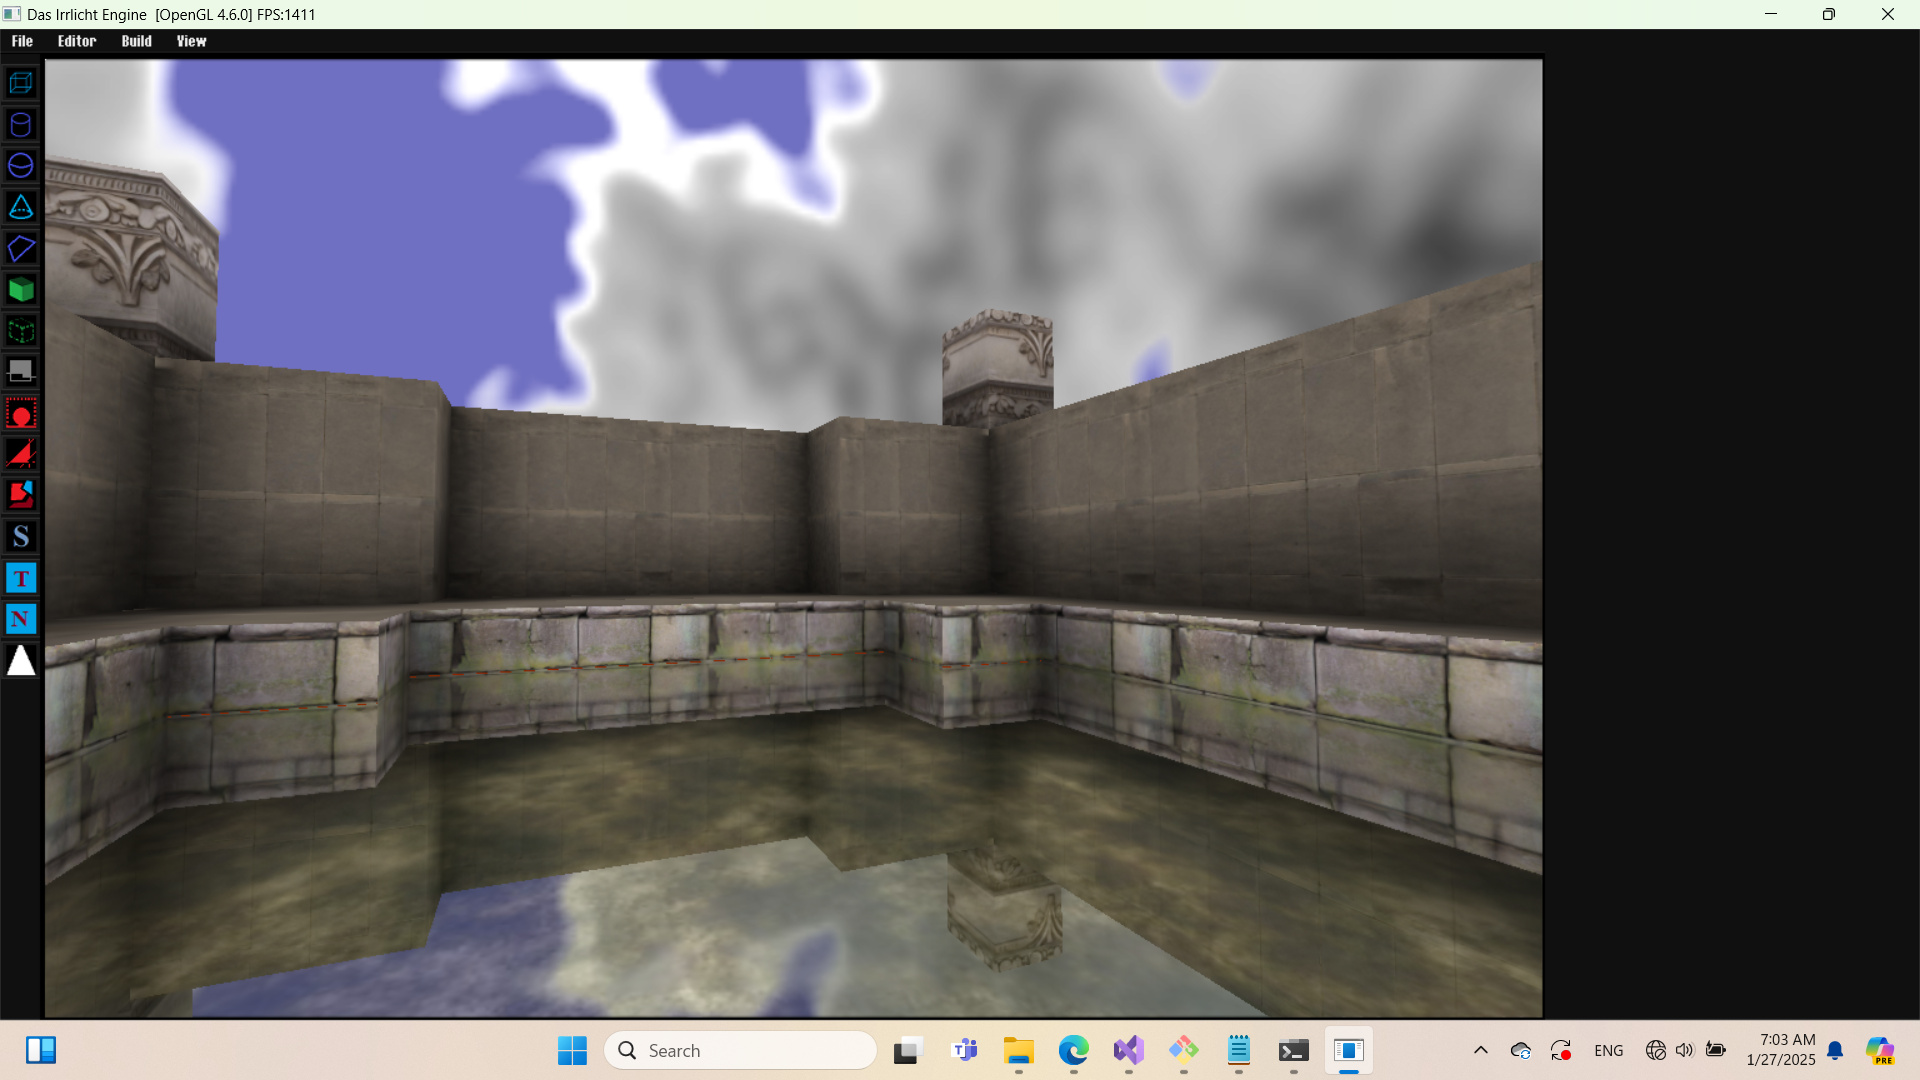 Das Irrlicht Engine [OpenGL 4.6.0] FPS:1411
File Editor Build View
S
T
N
Search
ENG
7:03 AM
1/27/2025
PRE